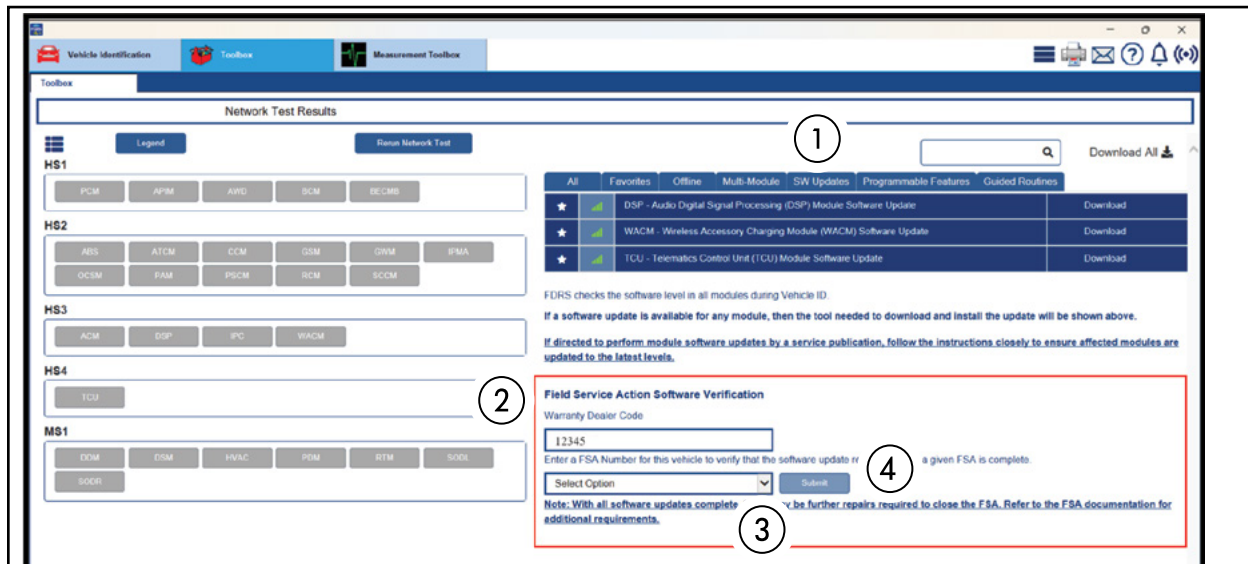 Vehicle Identification
Toolbox
Measurement Toolbox
Toolbox
Network Test Results
Legend
Rerun Network Test
1
Download All
HS1
PCM APIM AWD BCM BECMB
HS2
ABS ATCM CCM GSM GWM IPMA
OCSM PAM PSCM RCM SCCM
HS3
ACM DSP IPC WACM
HS4
TCU
MS1
DDM DSM HVAC PDM RTM SODL
SODR
All Favorites Offline Multi-Module SW Updates Programmable Features Guided Routines
DSP - Audio Digital Signal Processing (DSP) Module Software Update Download
WACM - Wireless Accessory Charging Module (WACM) Software Update Download
TCU - Telematics Control Unit (TCU) Module Software Update Download
FDRS checks the software level in all modules during Vehicle ID.
If a software update is available for any module, then the tool needed to download and install the update will be shown above.
If directed to perform module software updates by a service publication, follow the instructions closely to ensure affected modules are
updated to the latest levels.
2
Field Service Action Software Verification
Warranty Dealer Code
12345
Enter a FSA Number for this vehicle to verify that the software update a given FSA is complete.
4
Select Option Submit
Note: With all software updates complete be further repairs required to close the FSA. Refer to the FSA documentation for
additional requirements.
3